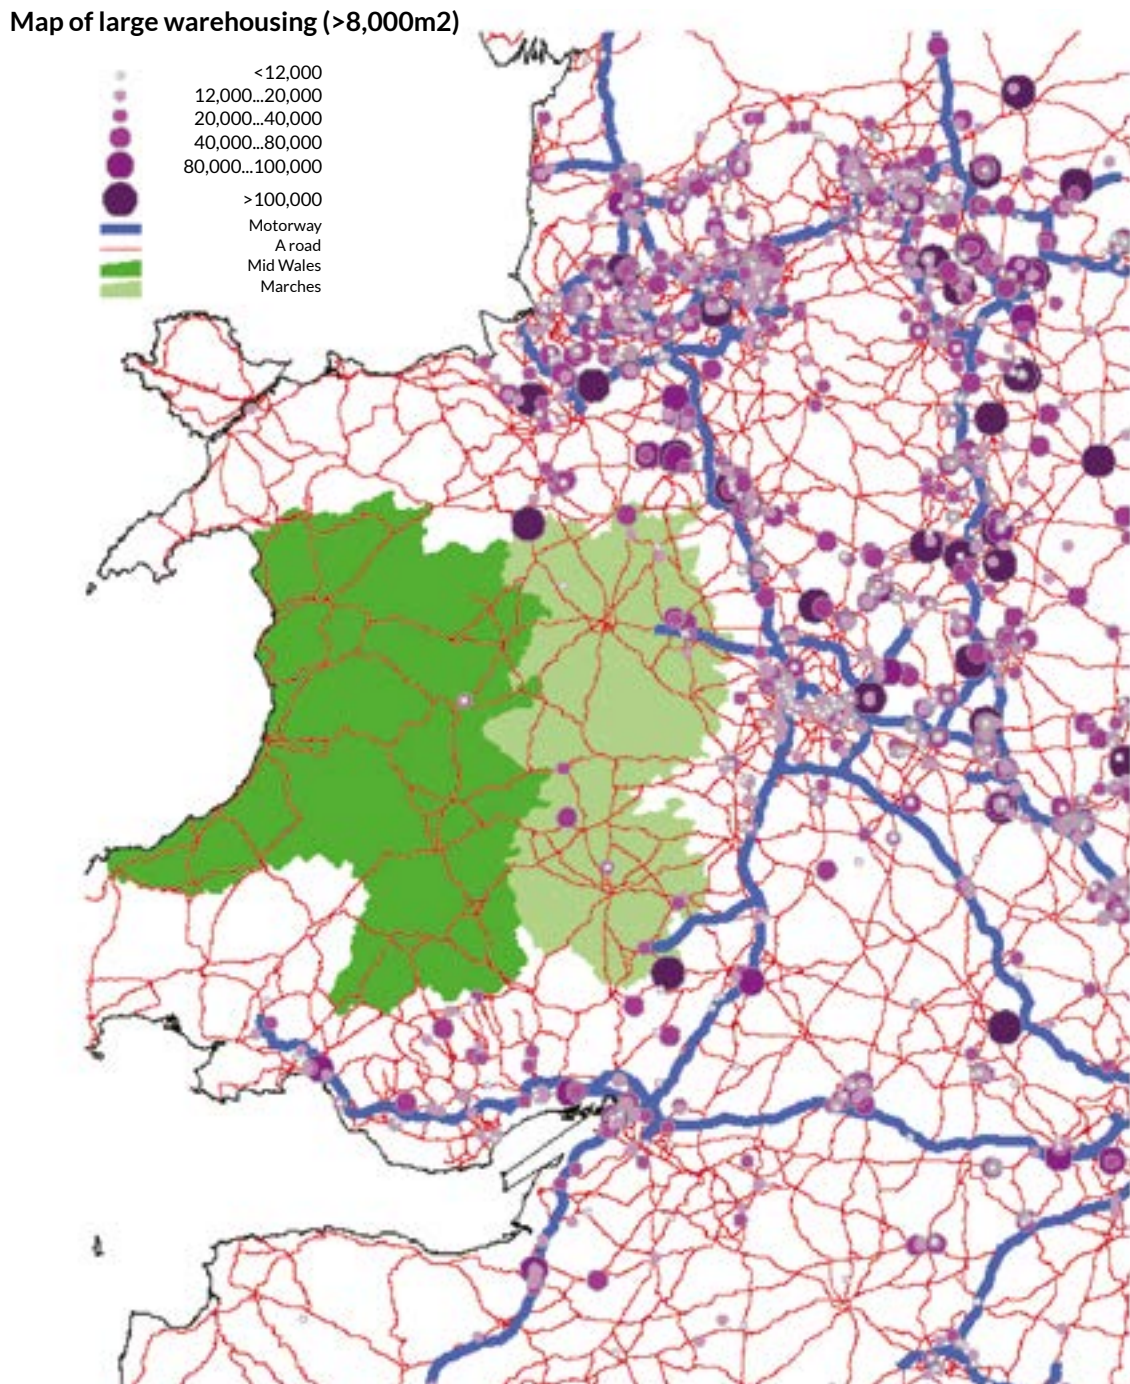 Map of large warehousing (>8,000m2)
<12,000
12,000...20,000
20,000...40,000
40,000...80,000
80,000...100,000
>100,000
Motorway
A road
Mid Wales
Marches